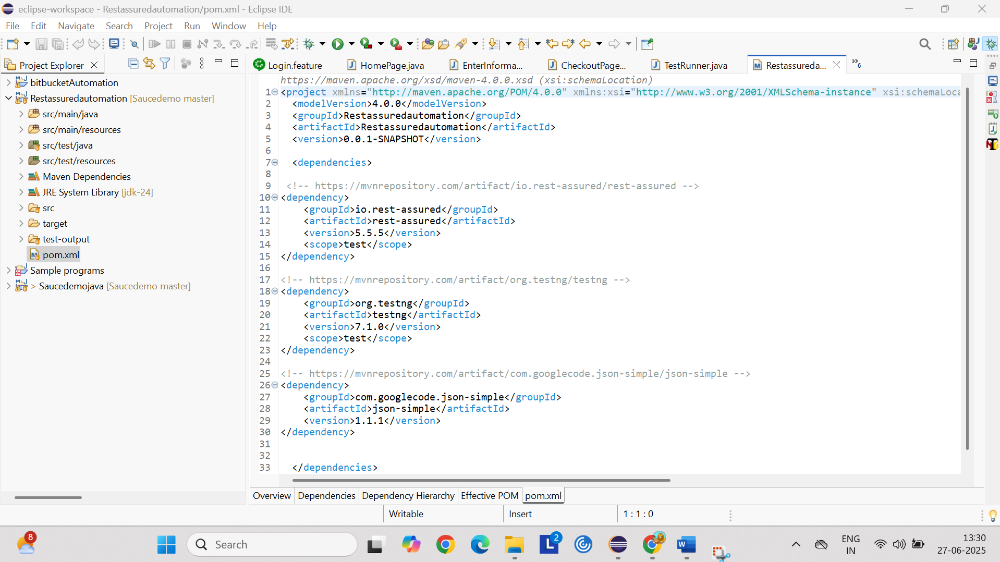 eclipse-workspace - Restassuredautomation/pom.xml - Eclipse IDE
File Edit Navigate Search Project Run Window Help
Project Explorer
Login.feature HomePage.java EnterInforma... CheckoutPage... TestRunner.java Restassureda... »6
bitbucketAutomation
Restassuredautomation [Saucedemo master]
src/main/java
src/main/resources
src/test/java
src/test/resources
Maven Dependencies
JRE System Library [jdk-24]
src
target
test-output
pom.xml
Sample programs
> Saucedemojava [Saucedemo master]
https://maven.apache.org/xsd/maven-4.0.0.xsd (xsi:schemaLocation)
1 <project xmlns="http://maven.apache.org/POM/4.0.0" xmlns:xsi="http://www.w3.org/2001/XMLSchema-instance" xsi:schemaLoca
2 <modelVersion>4.0.0</modelVersion>
3 <groupId>Restassuredautomation</groupId>
4 <artifactId>Restassuredautomation</artifactId>
5 <version>0.0.1-SNAPSHOT</version>
6
7 <dependencies>
8
9 <!-- https://mvnrepository.com/artifact/io.rest-assured/rest-assured -->
10 <dependency>
11 <groupId>io.rest-assured</groupId>
12 <artifactId>rest-assured</artifactId>
13 <version>5.5.5</version>
14 <scope>test</scope>
15 </dependency>
16
17 <!-- https://mvnrepository.com/artifact/org.testng/testng -->
18 <dependency>
19 <groupId>org.testng</groupId>
20 <artifactId>testng</artifactId>
21 <version>7.1.0</version>
22 <scope>test</scope>
23 </dependency>
24
25 <!-- https://mvnrepository.com/artifact/com.googlecode.json-simple/json-simple -->
26 <dependency>
27 <groupId>com.googlecode.json-simple</groupId>
28 <artifactId>json-simple</artifactId>
29 <version>1.1.1</version>
30 </dependency>
31
32
33 </dependencies>
Overview Dependencies Dependency Hierarchy Effective POM pom.xml
Writable Insert 1 : 1 : 0
8
Search
2
ENG
IN
13:30
27-06-2025